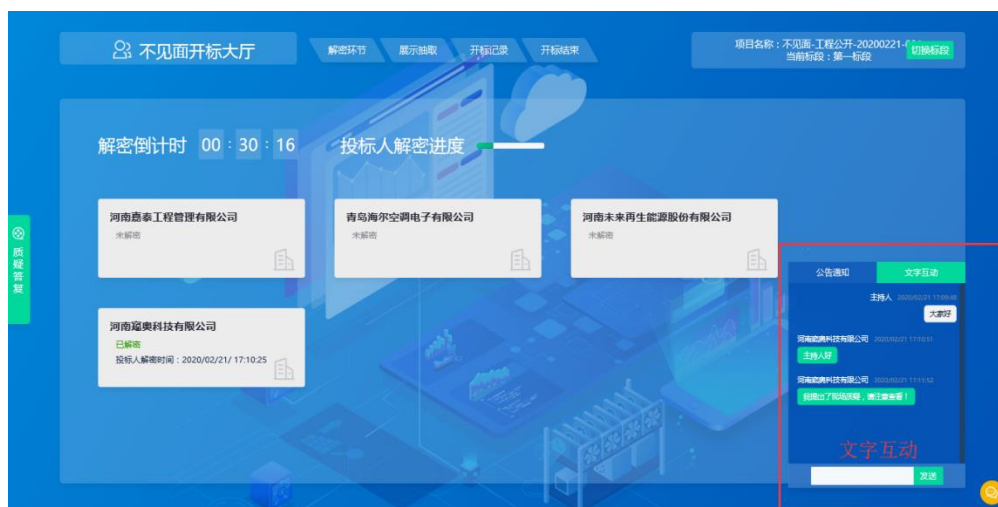 不见面开标大厅
解密环节
展示抽取
开标记录
开标结束
项目名称：不见面-工程公开-20200221-
切换标段
当前标段：第一标段
解密倒计时 00：30：16
投标人解密进度
河南嘉泰工程管理有限公司
未解密
青岛海尔空调电子有限公司
未解密
河南未来再生能源股份有限公司
未解密
质疑答复
河南窿奥科技有限公司
已解密
投标人解密时间：2020/02/21/ 17:10:25
公告通知
文字互动
主持人 2020/02/21 17:09:48
大家好
河南窿奥科技有限公司 2020/02/21 17:10:51
主持人好
河南窿奥科技有限公司 2020/02/21 17:11:52
我提出了现场质疑，请注意查看！
文字互动
发送